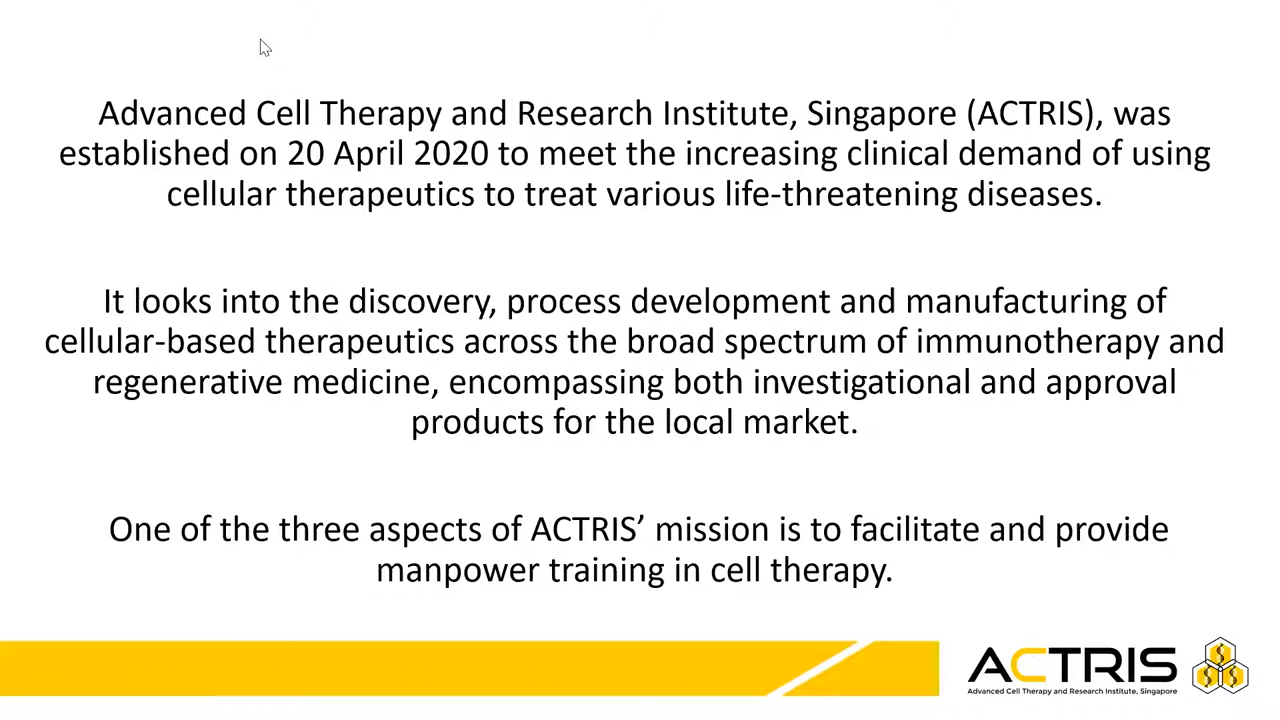 Advanced Cell Therapy and Research Institute, Singapore (ACTRIS), was
established on 20 April 2020 to meet the increasing clinical demand of using
cellular therapeutics to treat various life-threatening diseases.
It looks into the discovery, process development and manufacturing of
cellular-based therapeutics across the broad spectrum of immunotherapy and
regenerative medicine, encompassing both investigational and approval
products for the local market.
One of the three aspects of ACTRIS’ mission is to facilitate and provide
manpower training in cell therapy.
ACTRIS
Advanced Cell Therapy and Research Institute, Singapore